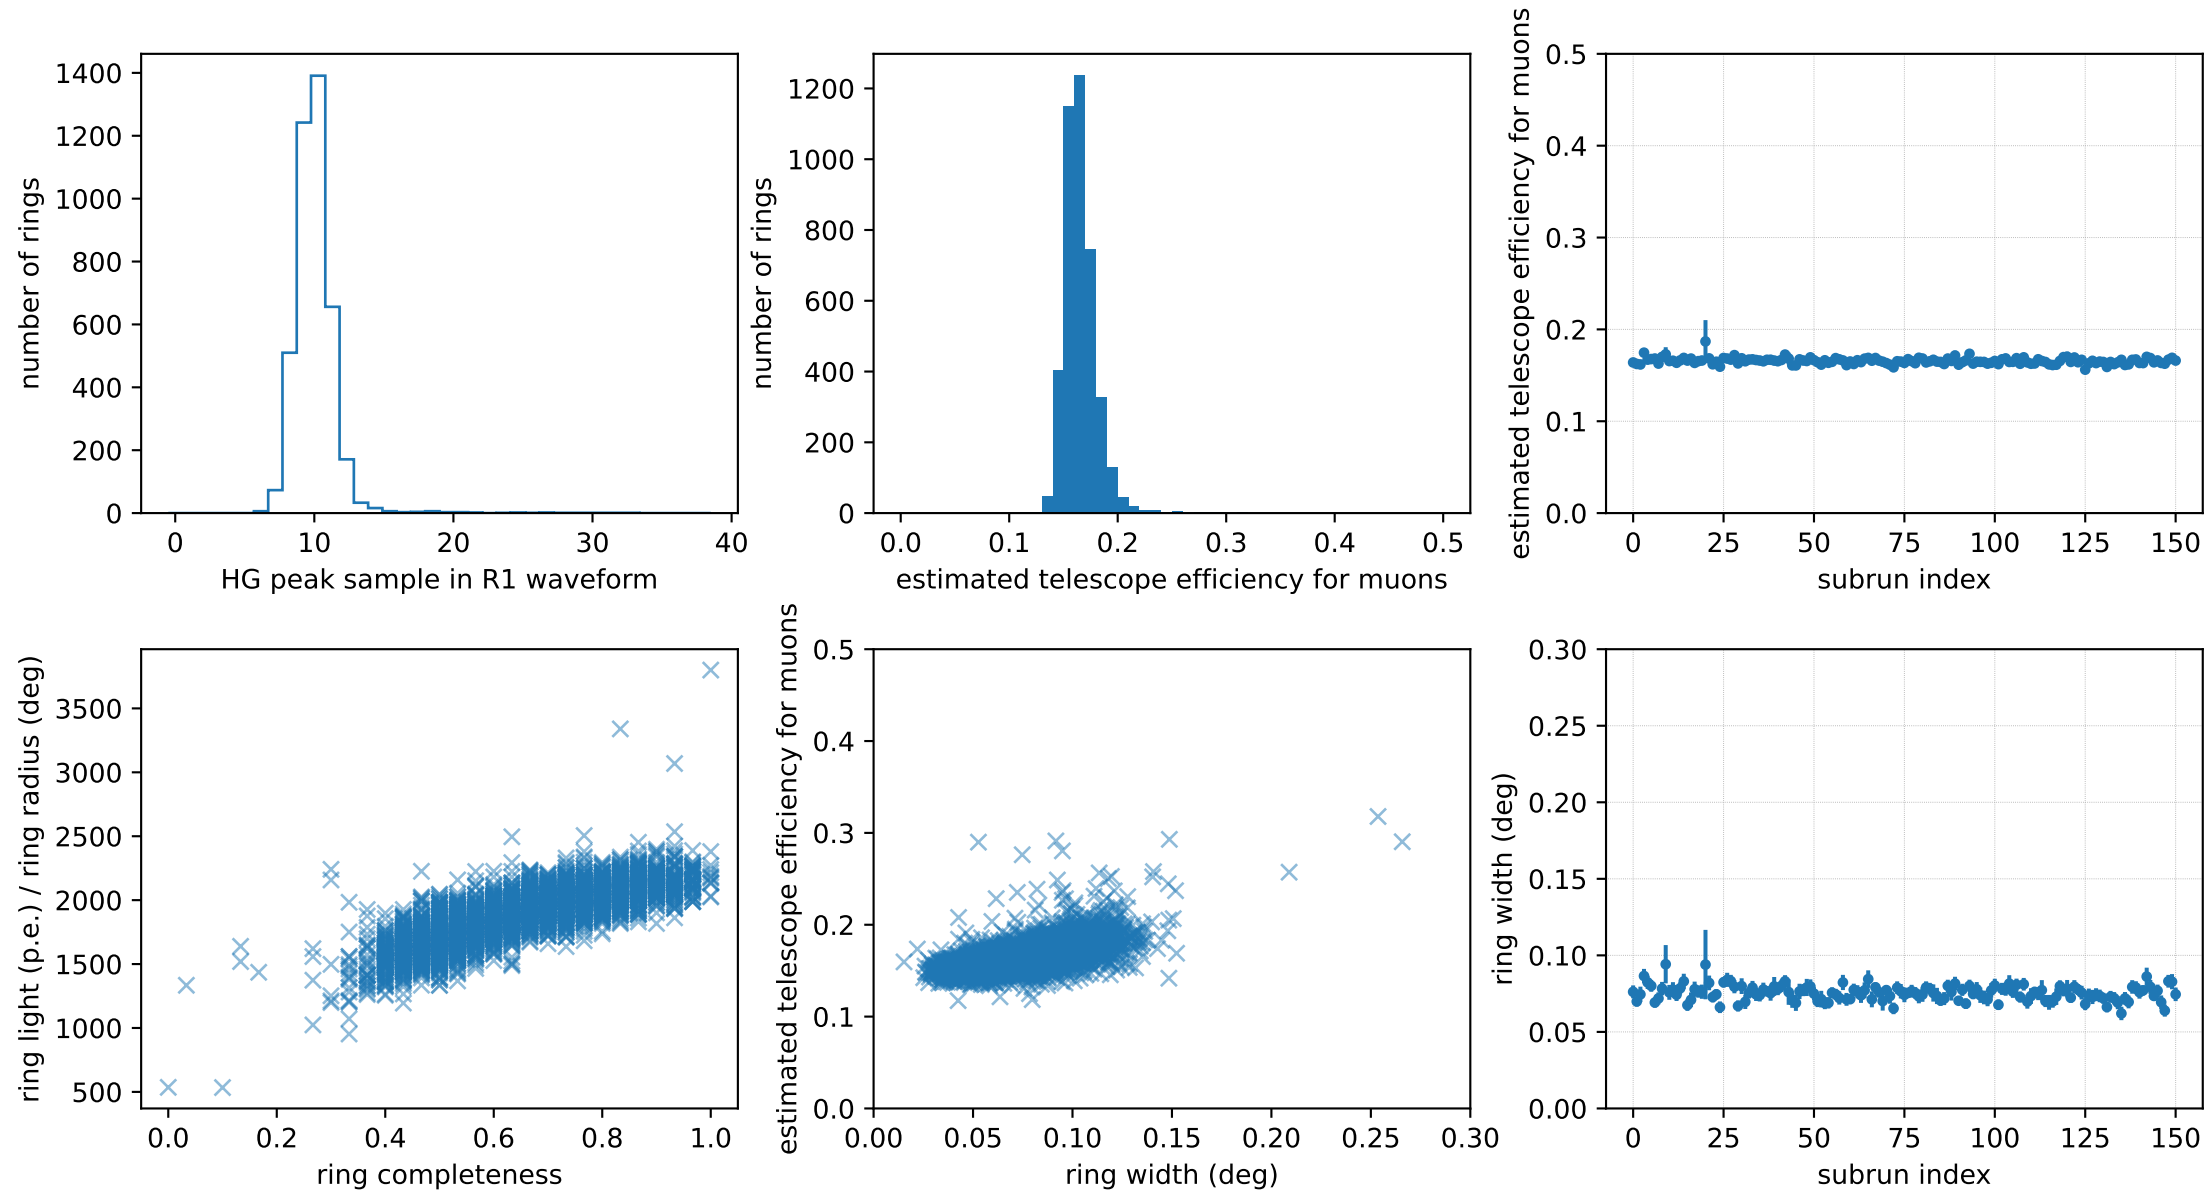 number of rings
1400
1200
1000
800
600
400
200
0
0 10 20 30 40
HG peak sample in R1 waveform
number of rings
1200
1000
800
600
400
200
0
0.0 0.1 0.2 0.3 0.4 0.5
estimated telescope efficiency for muons
estimated telescope efficiency for muons
0.5
0.4
0.3
0.2
0.1
0.0
0 25 50 75 100 125 150
subrun index
ring light (p.e.) / ring radius (deg)
3500
3000
2500
2000
1500
1000
500
0.0 0.2 0.4 0.6 0.8 1.0
ring completeness
estimated telescope efficiency for muons
0.5
0.4
0.3
0.2
0.1
0.0
0.00 0.05 0.10 0.15 0.20 0.25 0.30
ring width (deg)
ring width (deg)
0.30
0.25
0.20
0.15
0.10
0.05
0.00
0 25 50 75 100 125 150
subrun index